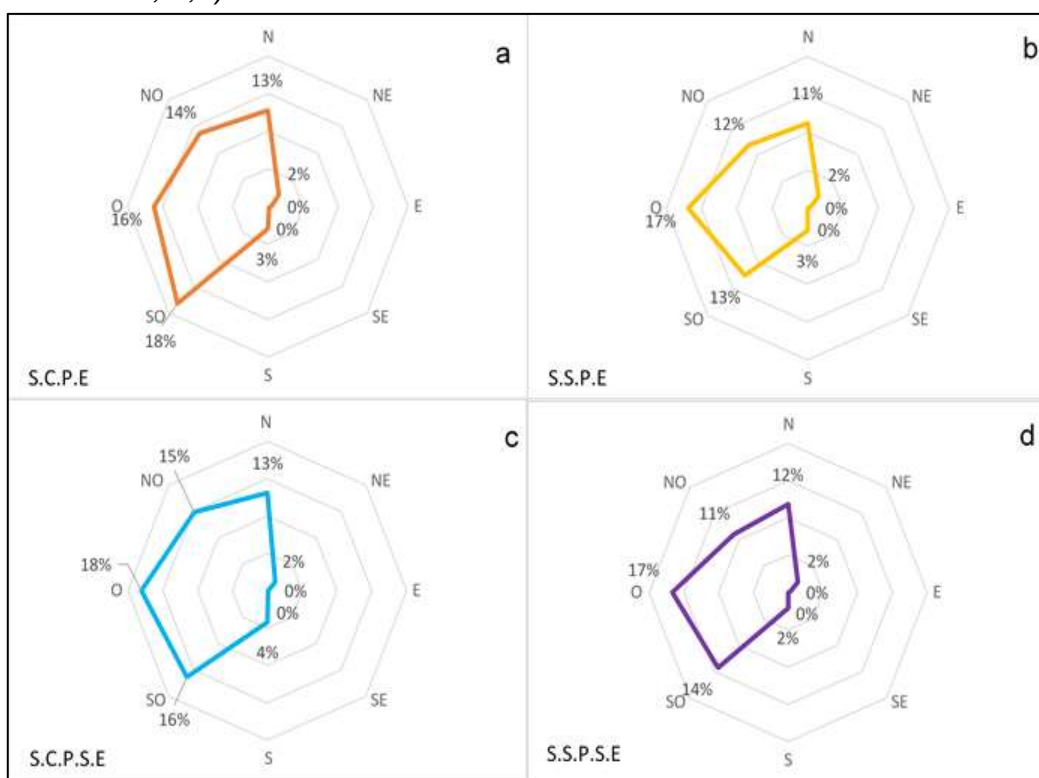 a
N
13%
NE
2%
E
0%
SE
0%
S
3%
SO
18%
O
16%
NO
14%
S.C.P.E
b
N
11%
NE
2%
E
0%
SE
0%
S
3%
SO
13%
O
17%
NO
12%
S.S.P.E
c
N
13%
NE
2%
E
0%
SE
0%
S
4%
SO
16%
O
18%
NO
15%
S.C.P.S.E
d
N
12%
NE
2%
E
0%
SE
0%
S
2%
SO
14%
O
17%
NO
11%
S.S.P.S.E